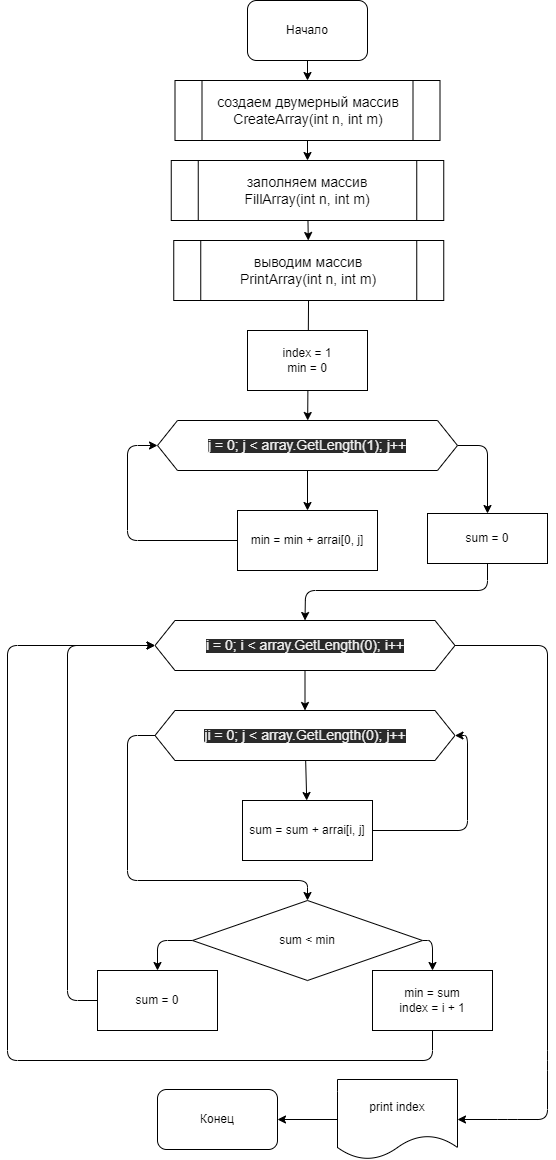 Начало
создаем двумерный массив
CreateArray(int n, int m)
заполняем массив
FillArray(int n, int m)
выводим массив
PrintArray(int n, int m)
index = 1
min = 0
j = 0; j < array.GetLength(1); j++
min = min + arrai[0, j]
sum = 0
i = 0; i < array.GetLength(0); i++
j = 0; j < array.GetLength(0); j++
sum = sum + arrai[i, j]
sum < min
sum = 0
min = sum
index = i + 1
print index
Конец